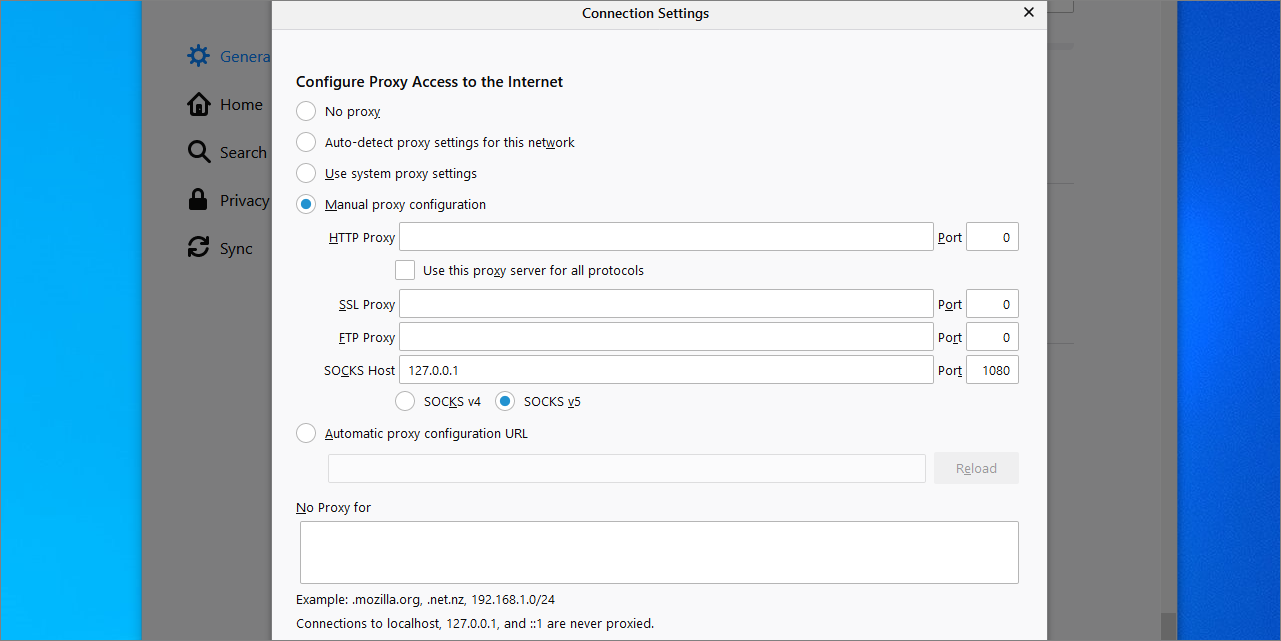 Connection Settings
General
Home
Search
Privacy
Sync
Configure Proxy Access to the Internet
No proxy
Auto-detect proxy settings for this network
Use system proxy settings
Manual proxy configuration
HTTP Proxy Port 0
Use this proxy server for all protocols
SSL Proxy Port 0
FTP Proxy Port 0
SOCKS Host 127.0.0.1 Port 1080
SOCKS v4 SOCKS v5
Automatic proxy configuration URL
Reload
No Proxy for
Example: .mozilla.org, .net.nz, 192.168.1.0/24
Connections to localhost, 127.0.0.1, and ::1 are never proxied.